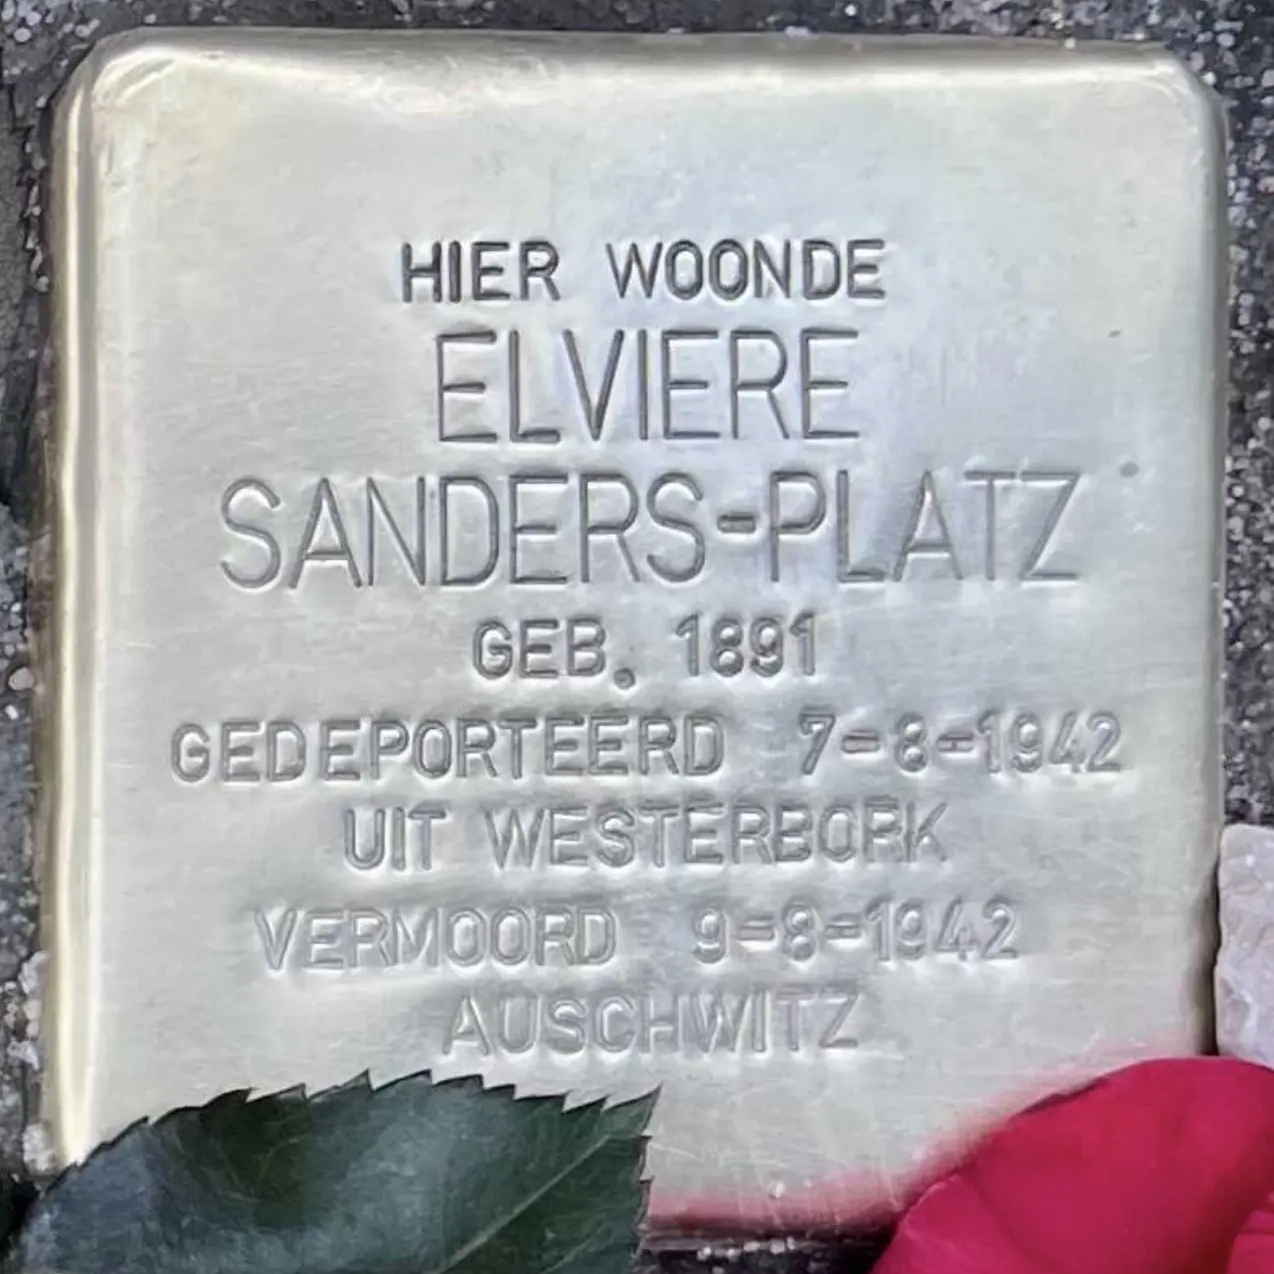 HIER WOONDE
ELVIERE
SANDERS-PLATZ
GEB. 1891
GEDEPORTEERD 7-8-1942
UIT WESTERBORK
VERMOORD 9-8-1942
AUSCHWITZ